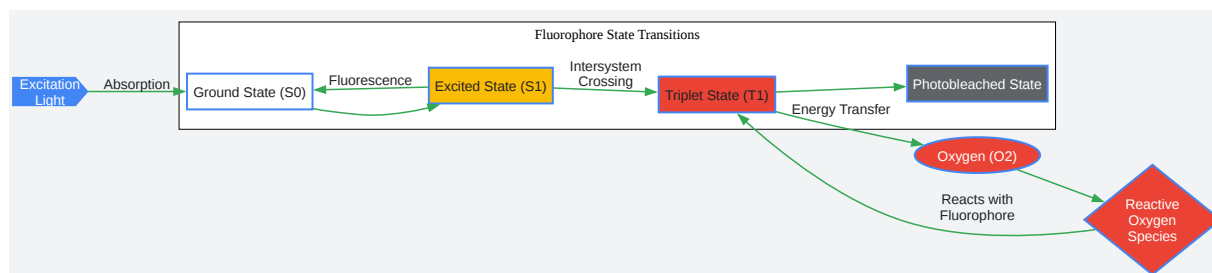 Fluorophore State Transitions
Excitation
Light
Absorption
Ground State (S0)
Fluorescence
Excited State (S1)
Intersystem
Crossing
Triplet State (T1)
Photobleached State
Energy Transfer
Oxygen (O2)
Reacts with
Fluorophore
Reactive
Oxygen
Species